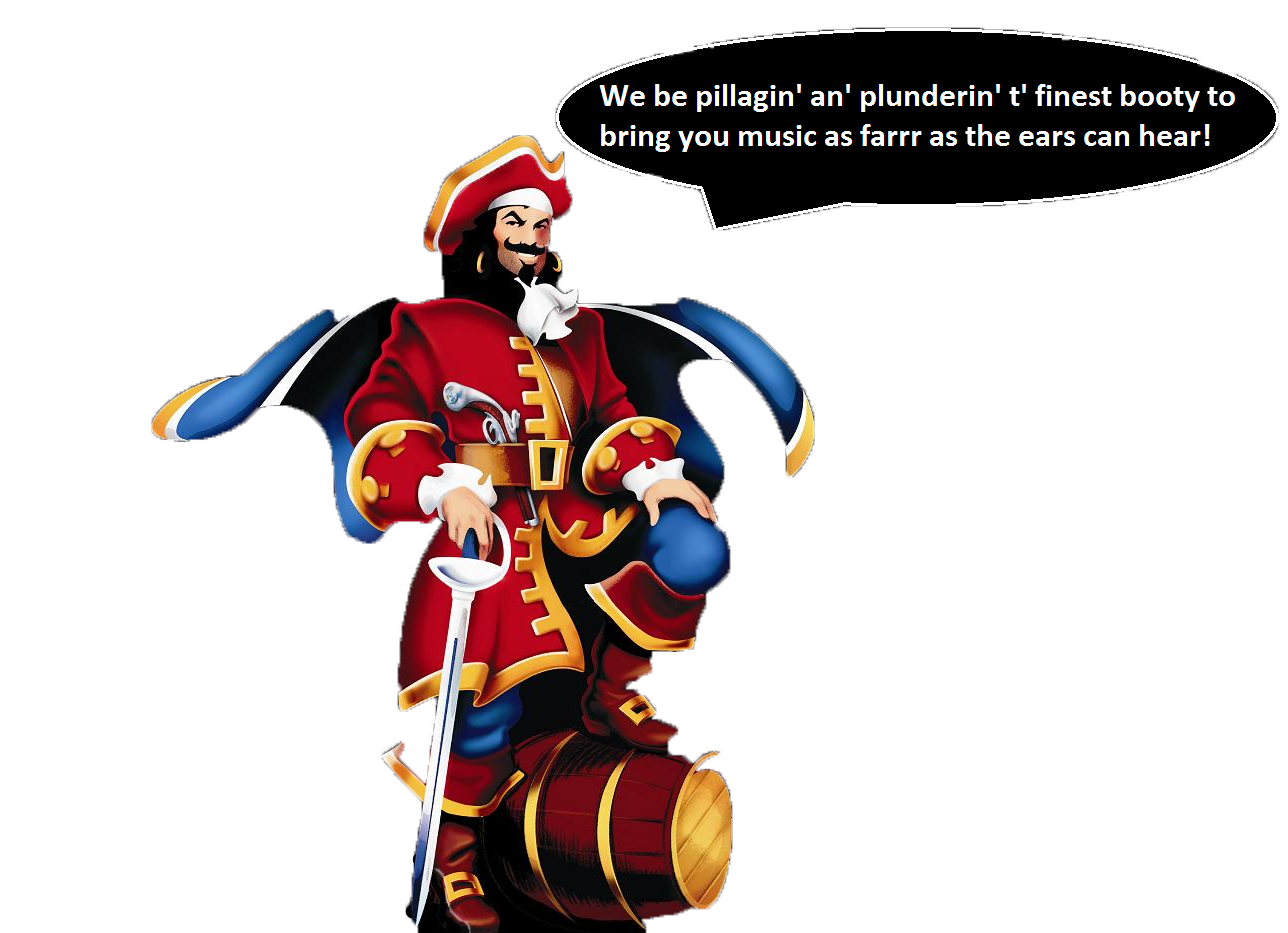 We be pillagin' an' plunderin' t' finest booty to
bring you music as farrr as the ears can hear!